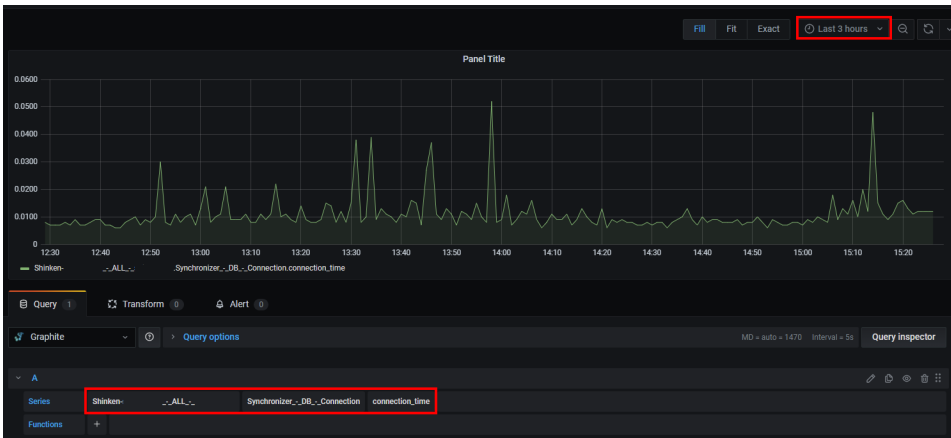 Fill Fit Exact Last 3 hours
Panel Title
0.0600
0.0500
0.0400
0.0300
0.0200
0.0100
0
12:30 12:40 12:50 13:00 13:10 13:20 13:30 13:40 13:50 14:00 14:10 14:20 14:30 14:40 14:50 15:00 15:10 15:20
Shinken- _-_ALL_-_ .Synchronizer_-_DB_-_Connection.connection_time
Query 1 Transform 0 Alert 0
Graphite Query options MD = auto = 1470 Interval = 5s Query inspector
A
Series Shinken- _-_ALL_-_ Synchronizer_-_DB_-_Connection connection_time
Functions +